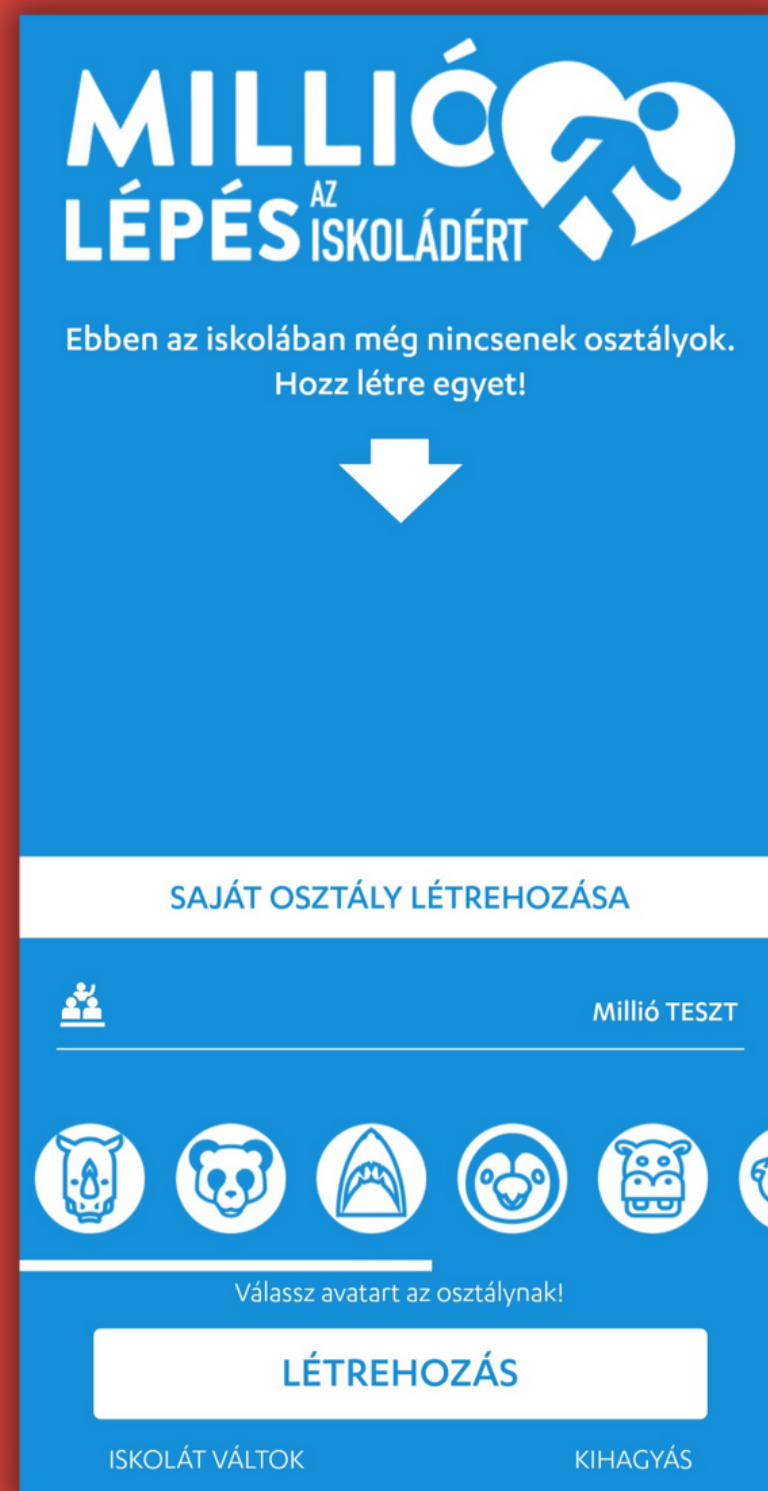 MILLIÓ
LÉPÉS AZ ISKOLÁDÉRT
Ebben az iskolában még nincsenek osztályok.
Hozz létre egyet!
SAJÁT OSZTÁLY LÉTREHOZÁSA
Millió TESZT
Válassz avatart az osztálynak!
LÉTREHOZÁS
ISKOLÁT VÁLTOK
KIHAGYÁS